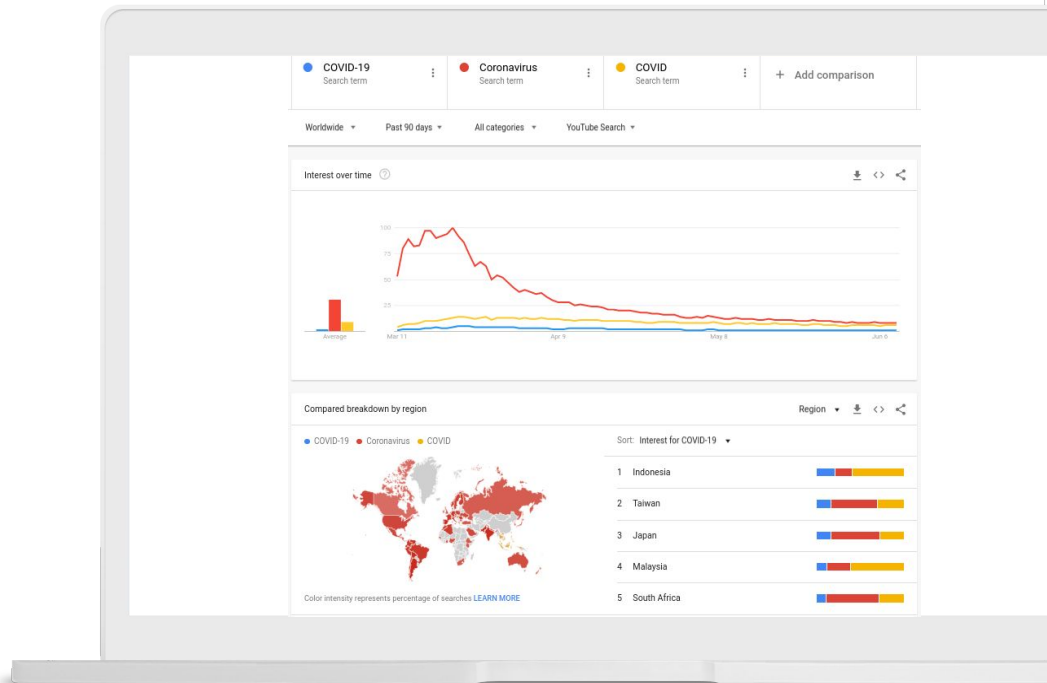 COVID-19
Search term
Coronavirus
Search term
COVID
Search term
+ Add comparison
Worldwide
Past 90 days
All categories
YouTube Search
Interest over time ?
100
75
50
25
Average
Mar 11
Apr 9
May 8
Jun 6
Compared breakdown by region
Region
COVID-19 Coronavirus COVID
Sort: Interest for COVID-19
1 Indonesia
2 Taiwan
3 Japan
4 Malaysia
5 South Africa
Color intensity represents percentage of searches LEARN MORE